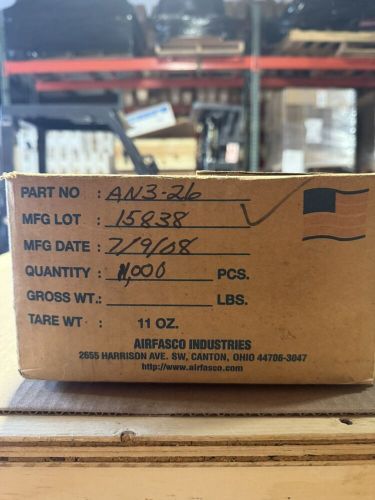 PART NO : AN3-26
MFG LOT : 15838
MFG DATE : 7/9/08
QUANTITY : 1,000 PCS.
GROSS WT.: LBS.
TARE WT : 11 OZ.
AIRFASCO INDUSTRIES
2655 HARRISON AVE. SW, CANTON, OHIO 44706-3047
http://www.airfasco.com